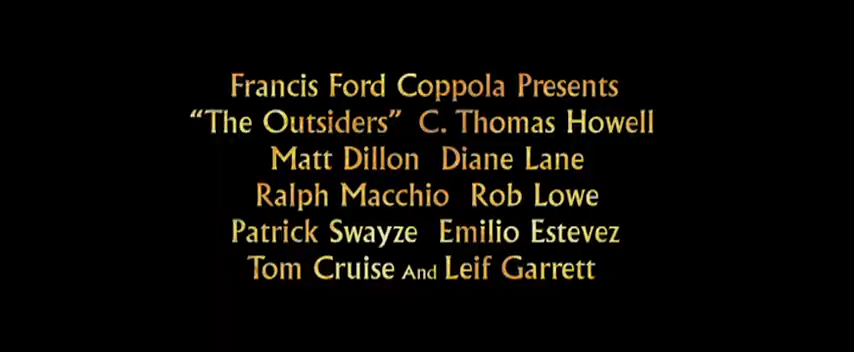 Francis Ford Coppola Presents
“The Outsiders” C. Thomas Howell
Matt Dillon Diane Lane
Ralph Macchio Rob Lowe
Patrick Swayze Emilio Estevez
Tom Cruise And Leif Garrett